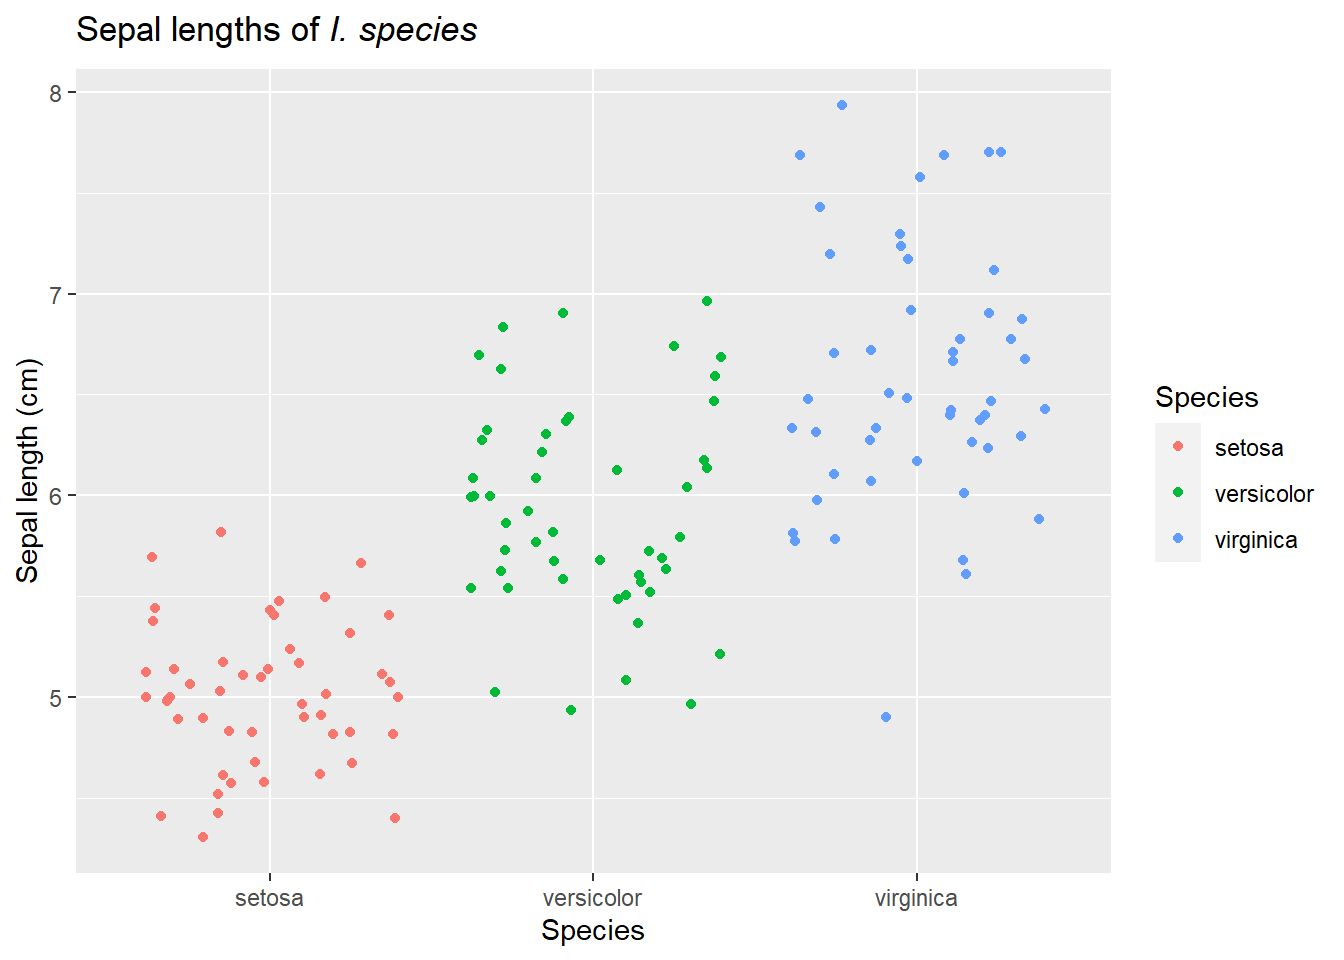 Sepal lengths of I. species
8
7
6
5
Sepal length (cm)
setosa versicolor virginica
Species
Species
setosa
versicolor
virginica